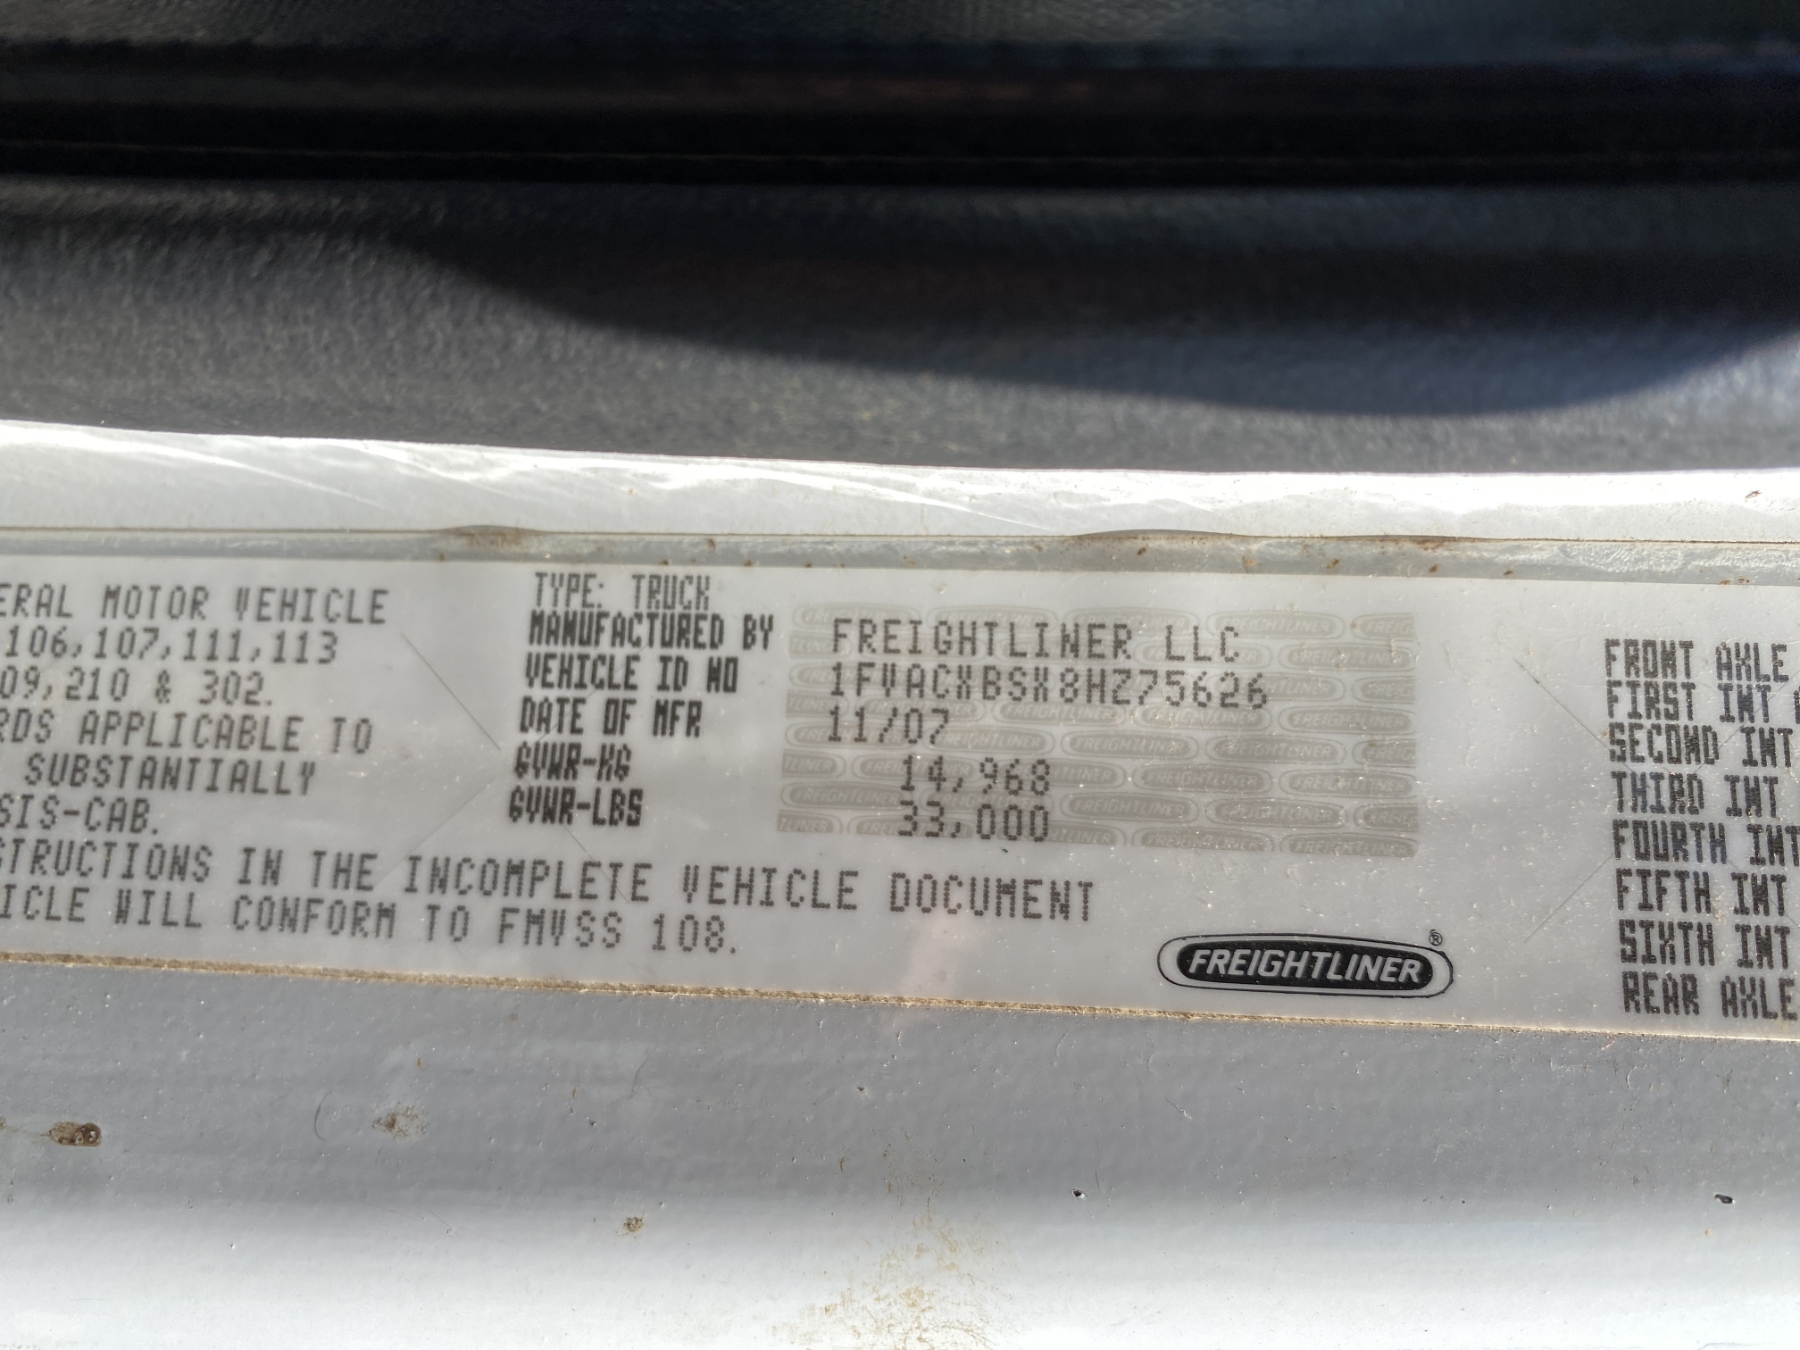 ERAL MOTOR VEHICLE
106,107,111,113
09,210 & 302.
RDS APPLICABLE TO
SUBSTANTIALLY
SIS-CAB.
STRUCTIONS IN THE INCOMPLETE VEHICLE DOCUMENT
ICLE WILL CONFORM TO FMVSS 108.
TYPE: TRUCK
MANUFACTURED BY FREIGHTLINER LLC
VEHICLE ID NO 1FVACXBSX8HZ75626
DATE OF MFR 11/07
GVWR-KG 14,968
GVWR-LBS 33,000
FREIGHTLINER®
FRONT AXLE
FIRST INT
SECOND INT
THIRD INT
FOURTH INT
FIFTH INT
SIXTH INT
REAR AXLE